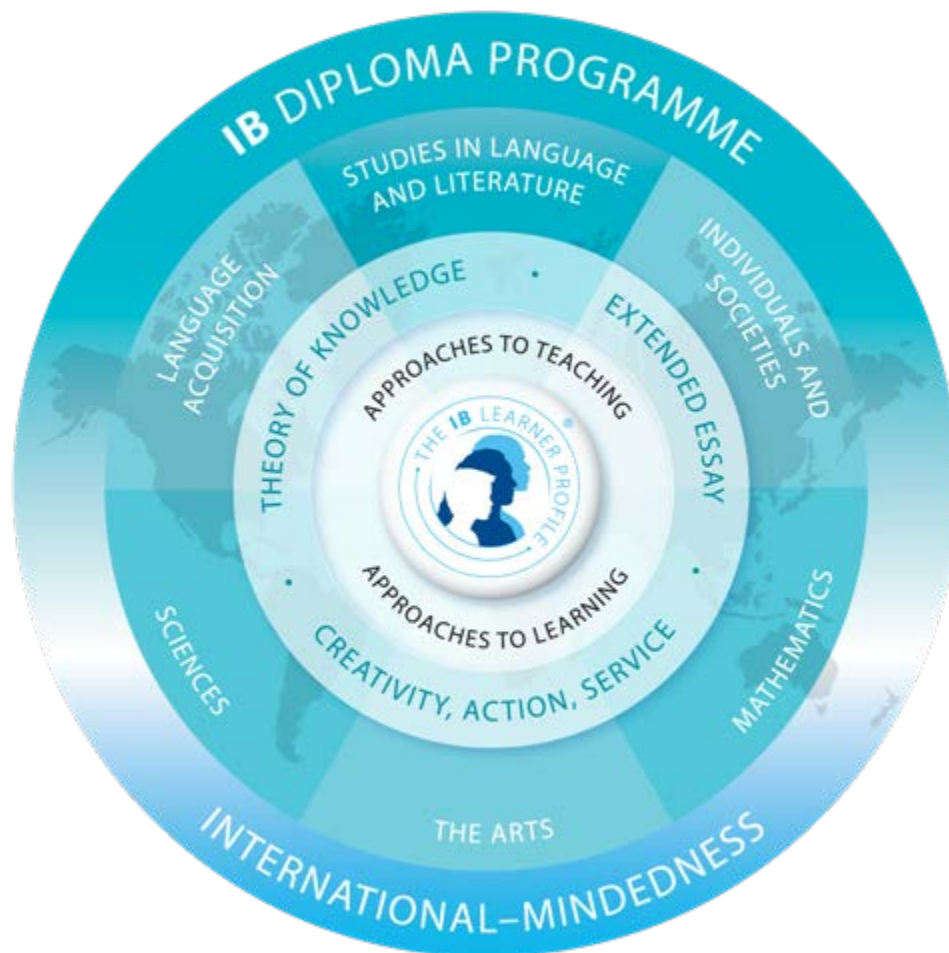 IB DIPLOMA PROGRAMME
STUDIES IN LANGUAGE
AND LITERATURE
LANGUAGE
ACQUISITION
INDIVIDUALS AND
SOCIETIES
THEORY OF KNOWLEDGE
EXTENDED ESSAY
APPROACHES TO TEACHING
THE IB LEARNER PROFILE®
APPROACHES TO LEARNING
CREATIVITY, ACTION, SERVICE
SCIENCES
MATHEMATICS
THE ARTS
INTERNATIONAL–MINDEDNESS